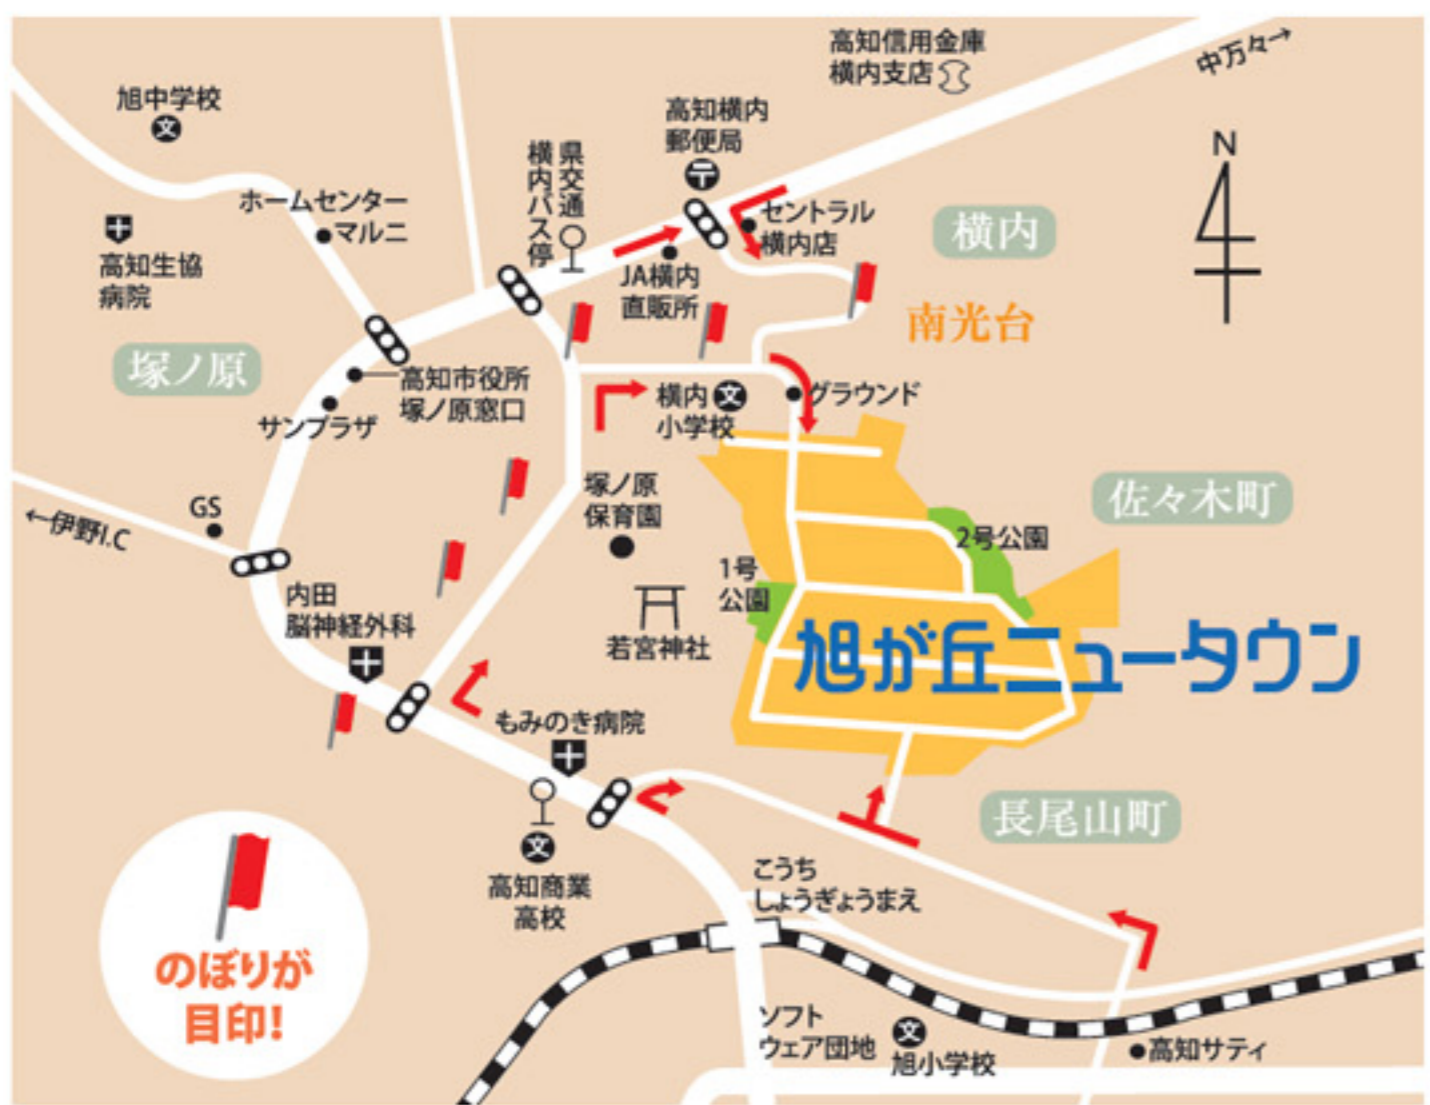 高知信用金庫
横内支店
中万々→
旭中学校
文
高知横内
郵便局
〒
県交通
横内バス停
N
ホームセンター
マルニ
セントラル
横内店
横内
高知生協
病院
JA横内
直販所
南光台
塚ノ原
高知市役所
塚ノ原窓口
サンプラザ
横内
小学校
文
グラウンド
塚ノ原
保育園
佐々木町
GS
←伊野I.C
2号公園
1号
公園
内田
脳神経外科
若宮神社
旭が丘ニュータウン
もみのき病院
長尾山町
文
高知商業
高校
こうち
しょうぎょうまえ
のぼりが
目印!
ソフト
ウェア団地
文
旭小学校
高知サティ